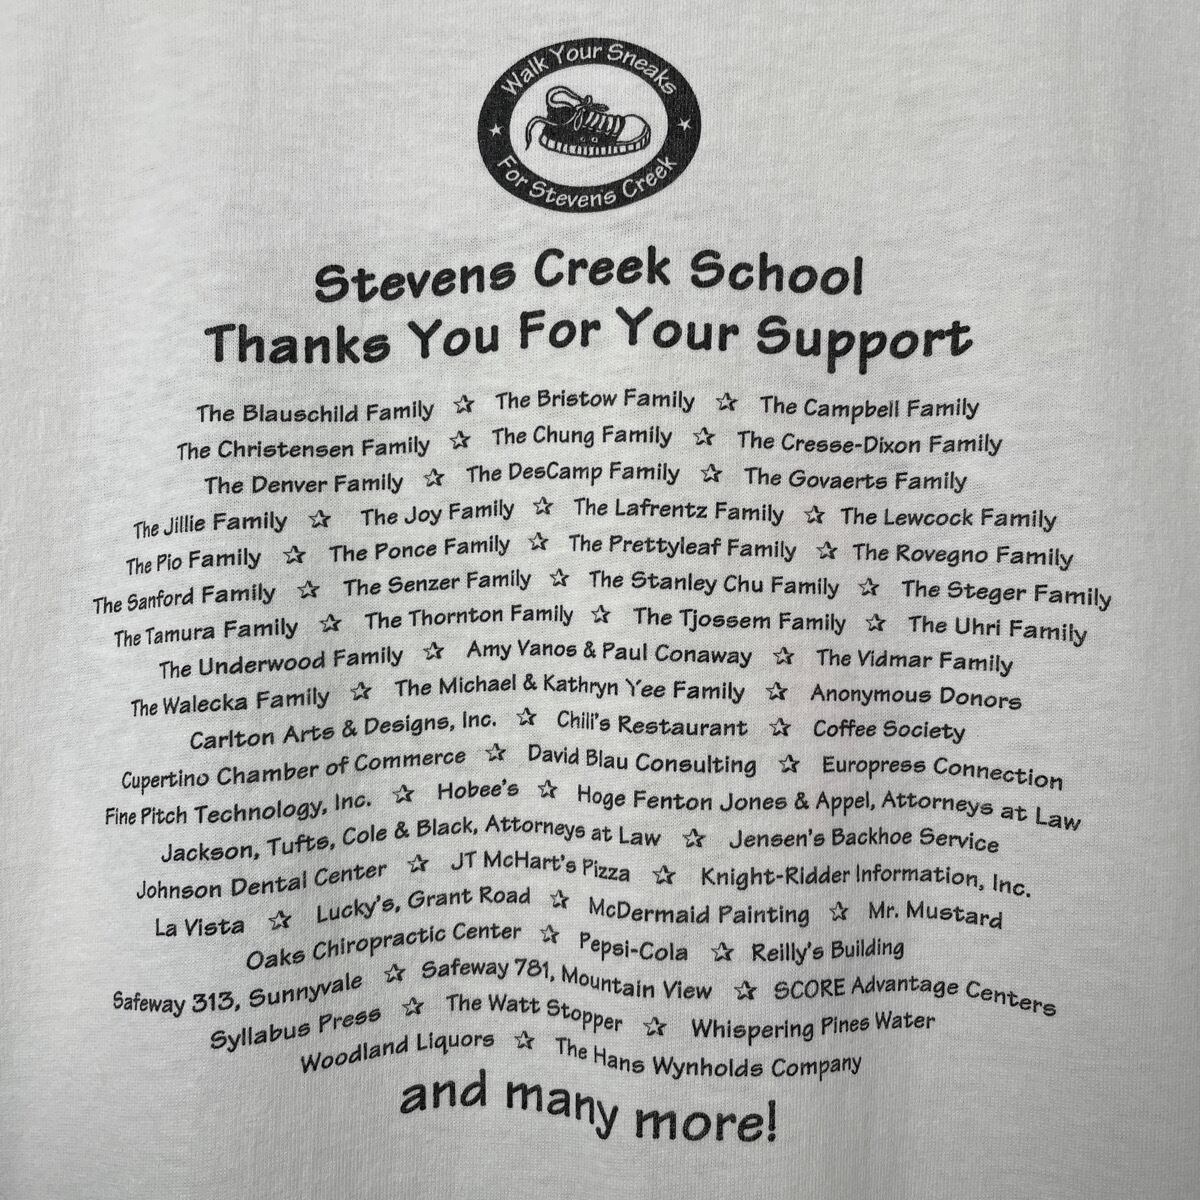 Walk Your Sneaks
For Stevens Creek
Stevens Creek School
Thanks You For Your Support
The Blauschild Family ☆ The Bristow Family ☆ The Campbell Family
The Christensen Family ☆ The Chung Family ☆ The Cresse-Dixon Family
The Denver Family ☆ The DesCamp Family ☆ The Govaerts Family
The Jillie Family ☆ The Joy Family ☆ The Lafrentz Family ☆ The Lewcock Family
The Pio Family ☆ The Ponce Family ☆ The Prettyleaf Family ☆ The Rovegno Family
The Sanford Family ☆ The Senzer Family ☆ The Stanley Chu Family ☆ The Steger Family
The Tamura Family ☆ The Thornton Family ☆ The Tjossem Family ☆ The Uhri Family
The Underwood Family ☆ Amy Vanos & Paul Conaway ☆ The Vidmar Family
The Walecka Family ☆ The Michael & Kathryn Yee Family ☆ Anonymous Donors
Carlton Arts & Designs, Inc. ☆ Chili's Restaurant ☆ Coffee Society
Cupertino Chamber of Commerce ☆ David Blau Consulting ☆ Europress Connection
Fine Pitch Technology, Inc. ☆ Hobee's ☆ Hoge Fenton Jones & Appel, Attorneys at Law
Jackson, Tufts, Cole & Black, Attorneys at Law ☆ Jensen's Backhoe Service
Johnson Dental Center ☆ JT McHart's Pizza ☆ Knight-Ridder Information, Inc.
La Vista ☆ Lucky's, Grant Road ☆ McDermaid Painting ☆ Mr. Mustard
Oaks Chiropractic Center ☆ Pepsi-Cola ☆ Reilly's Building
Safeway 313, Sunnyvale ☆ Safeway 781, Mountain View ☆ SCORE Advantage Centers
Syllabus Press ☆ The Watt Stopper ☆ Whispering Pines Water
Woodland Liquors ☆ The Hans Wynholds Company
and many more!